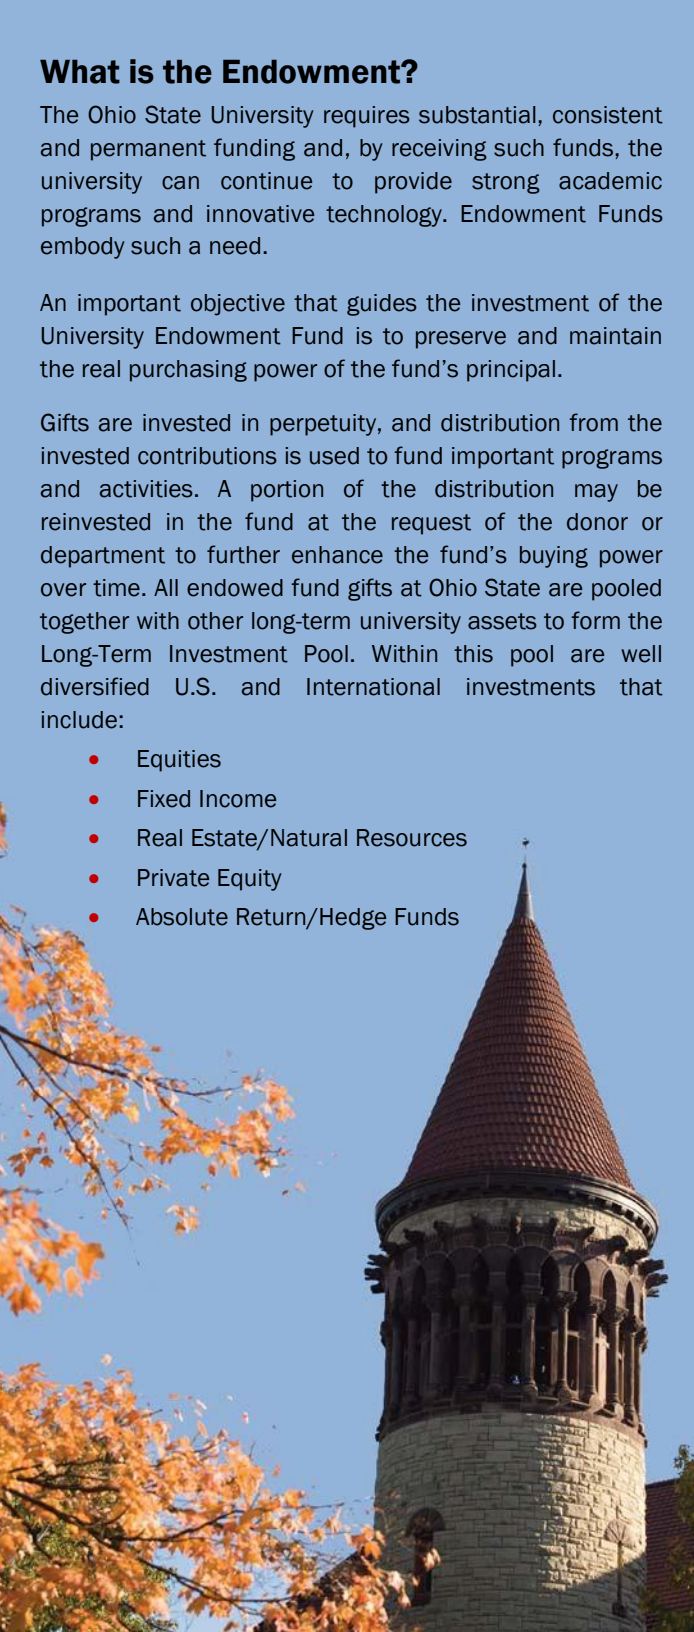 What is the Endowment?
The Ohio State University requires substantial, consistent
and permanent funding and, by receiving such funds, the
university can continue to provide strong academic
programs and innovative technology. Endowment Funds
embody such a need.
An important objective that guides the investment of the
University Endowment Fund is to preserve and maintain
the real purchasing power of the fund’s principal.
Gifts are invested in perpetuity, and distribution from the
invested contributions is used to fund important programs
and activities. A portion of the distribution may be
reinvested in the fund at the request of the donor or
department to further enhance the fund’s buying power
over time. All endowed fund gifts at Ohio State are pooled
together with other long-term university assets to form the
Long-Term Investment Pool. Within this pool are well
diversified U.S. and International investments that
include:
• Equities
• Fixed Income
• Real Estate/Natural Resources
• Private Equity
• Absolute Return/Hedge Funds